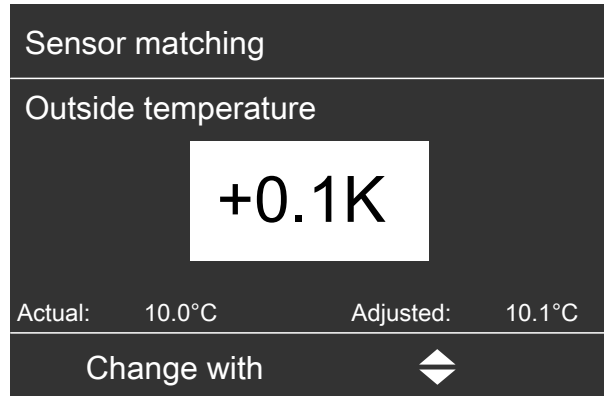 Sensor matching
Outside temperature
+0.1K
Actual: 10.0°C Adjusted: 10.1°C
Change with